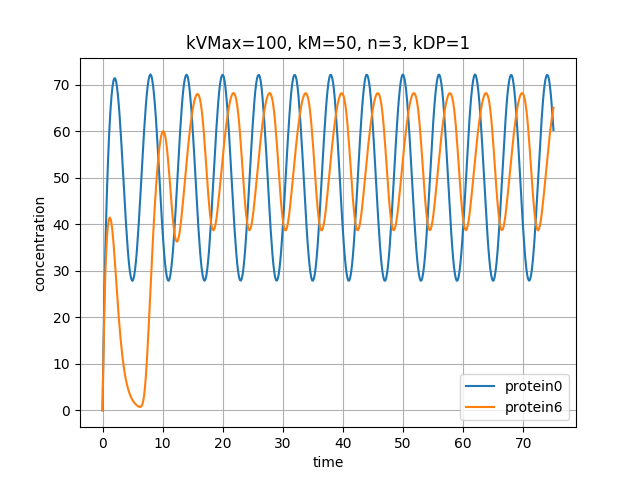 kVMax=100, kM=50, n=3, kDP=1
concentration
70
60
50
40
30
20
10
0
0 10 20 30 40 50 60 70
time
protein0
protein6